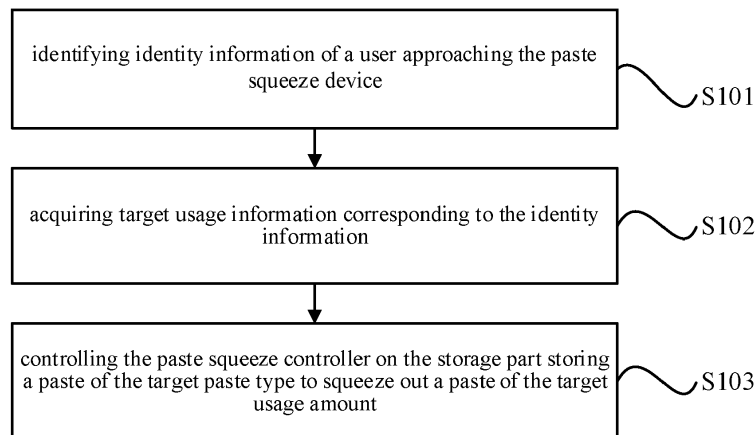 identifying identity information of a user approaching the paste
squeeze device
S101
acquiring target usage information corresponding to the identity
information
S102
controlling the paste squeeze controller on the storage part storing
a paste of the target paste type to squeeze out a paste of the target
usage amount
S103